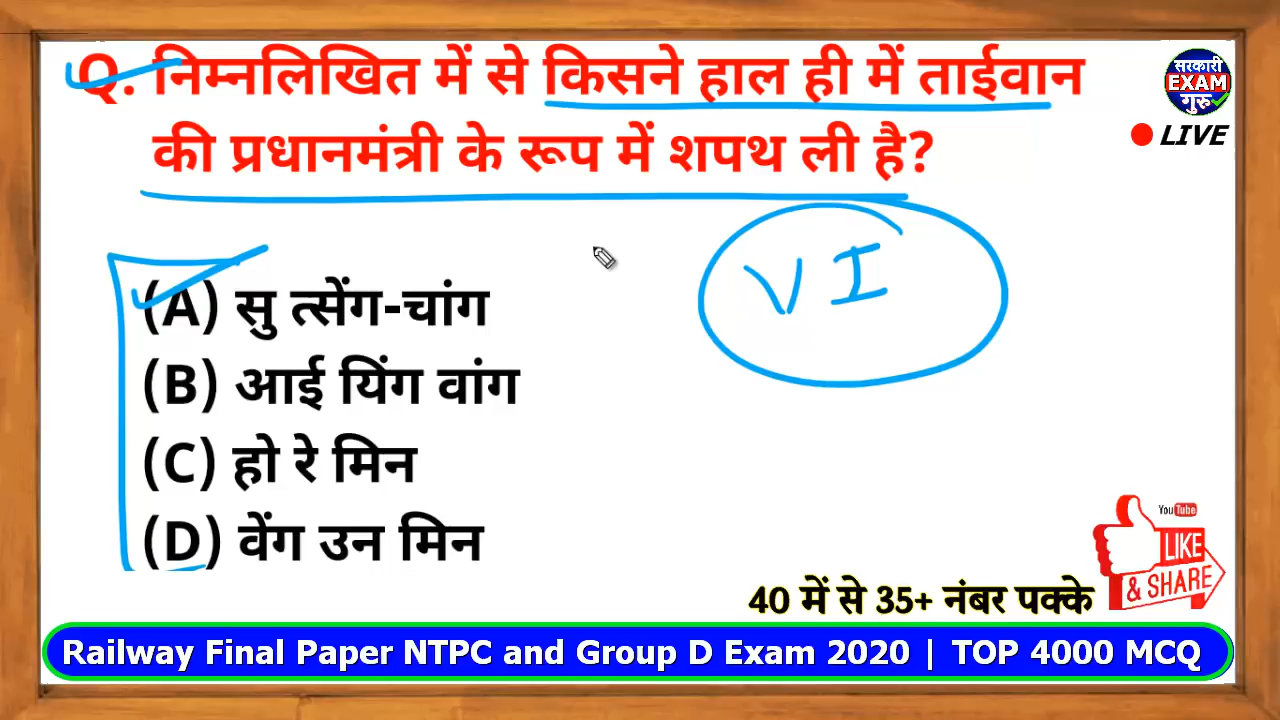 Q. निम्नलिखित में से किसने हाल ही में ताईवान
की प्रधानमंत्री के रूप में शपथ ली है?
सरकारी
EXAM
गुरु
LIVE
VI
(A) सु त्सेंग-चांग
(B) आई यिंग वांग
(C) हो रे मिन
(D) वेंग उन मिन
YouTube
LIKE
& SHARE
40 में से 35+ नंबर पक्के
Railway Final Paper NTPC and Group D Exam 2020 | TOP 4000 MCQ